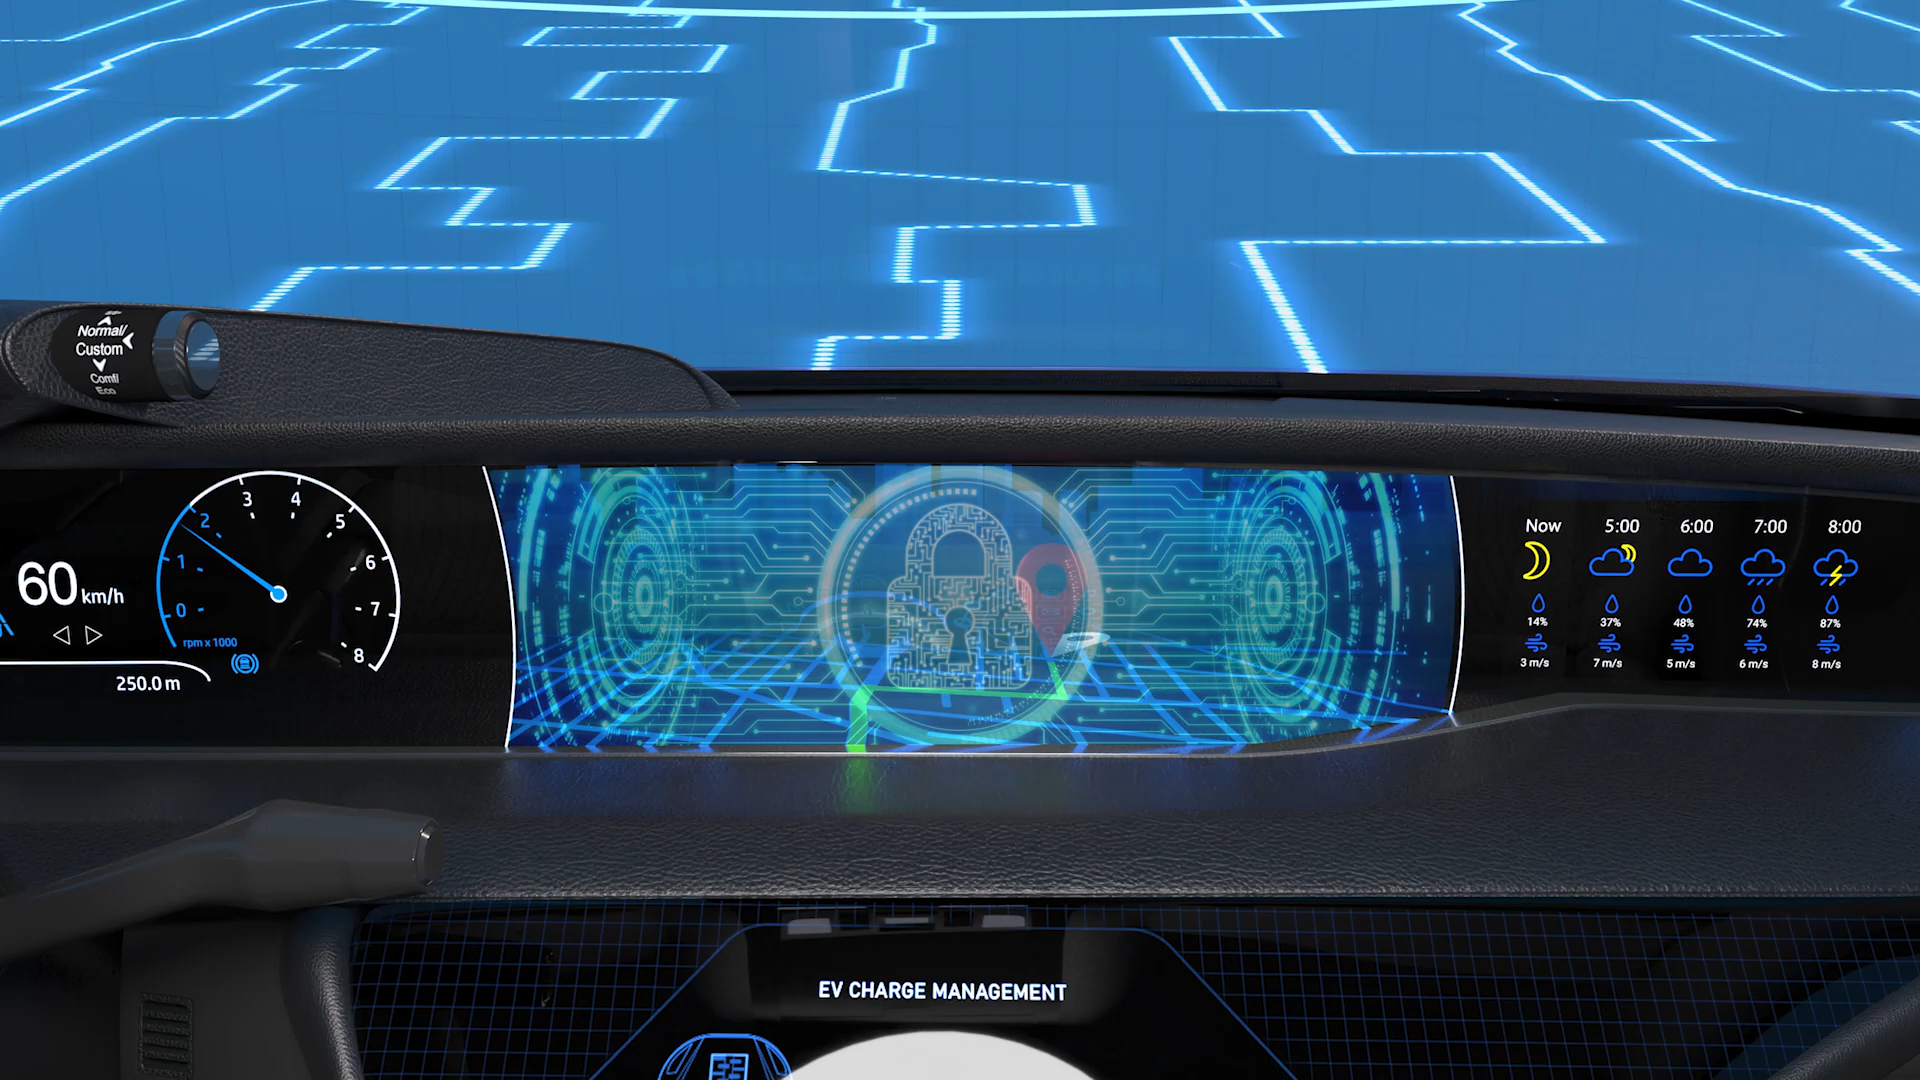 Normal/
Custom
Comf/
Eco
60 km/h
0 1 2 3 4 5 6 7 8
rpm x 1000
250.0 m
Now 5:00 6:00 7:00 8:00
14% 37% 48% 74% 87%
3 m/s 7 m/s 5 m/s 6 m/s 8 m/s
EV CHARGE MANAGEMENT